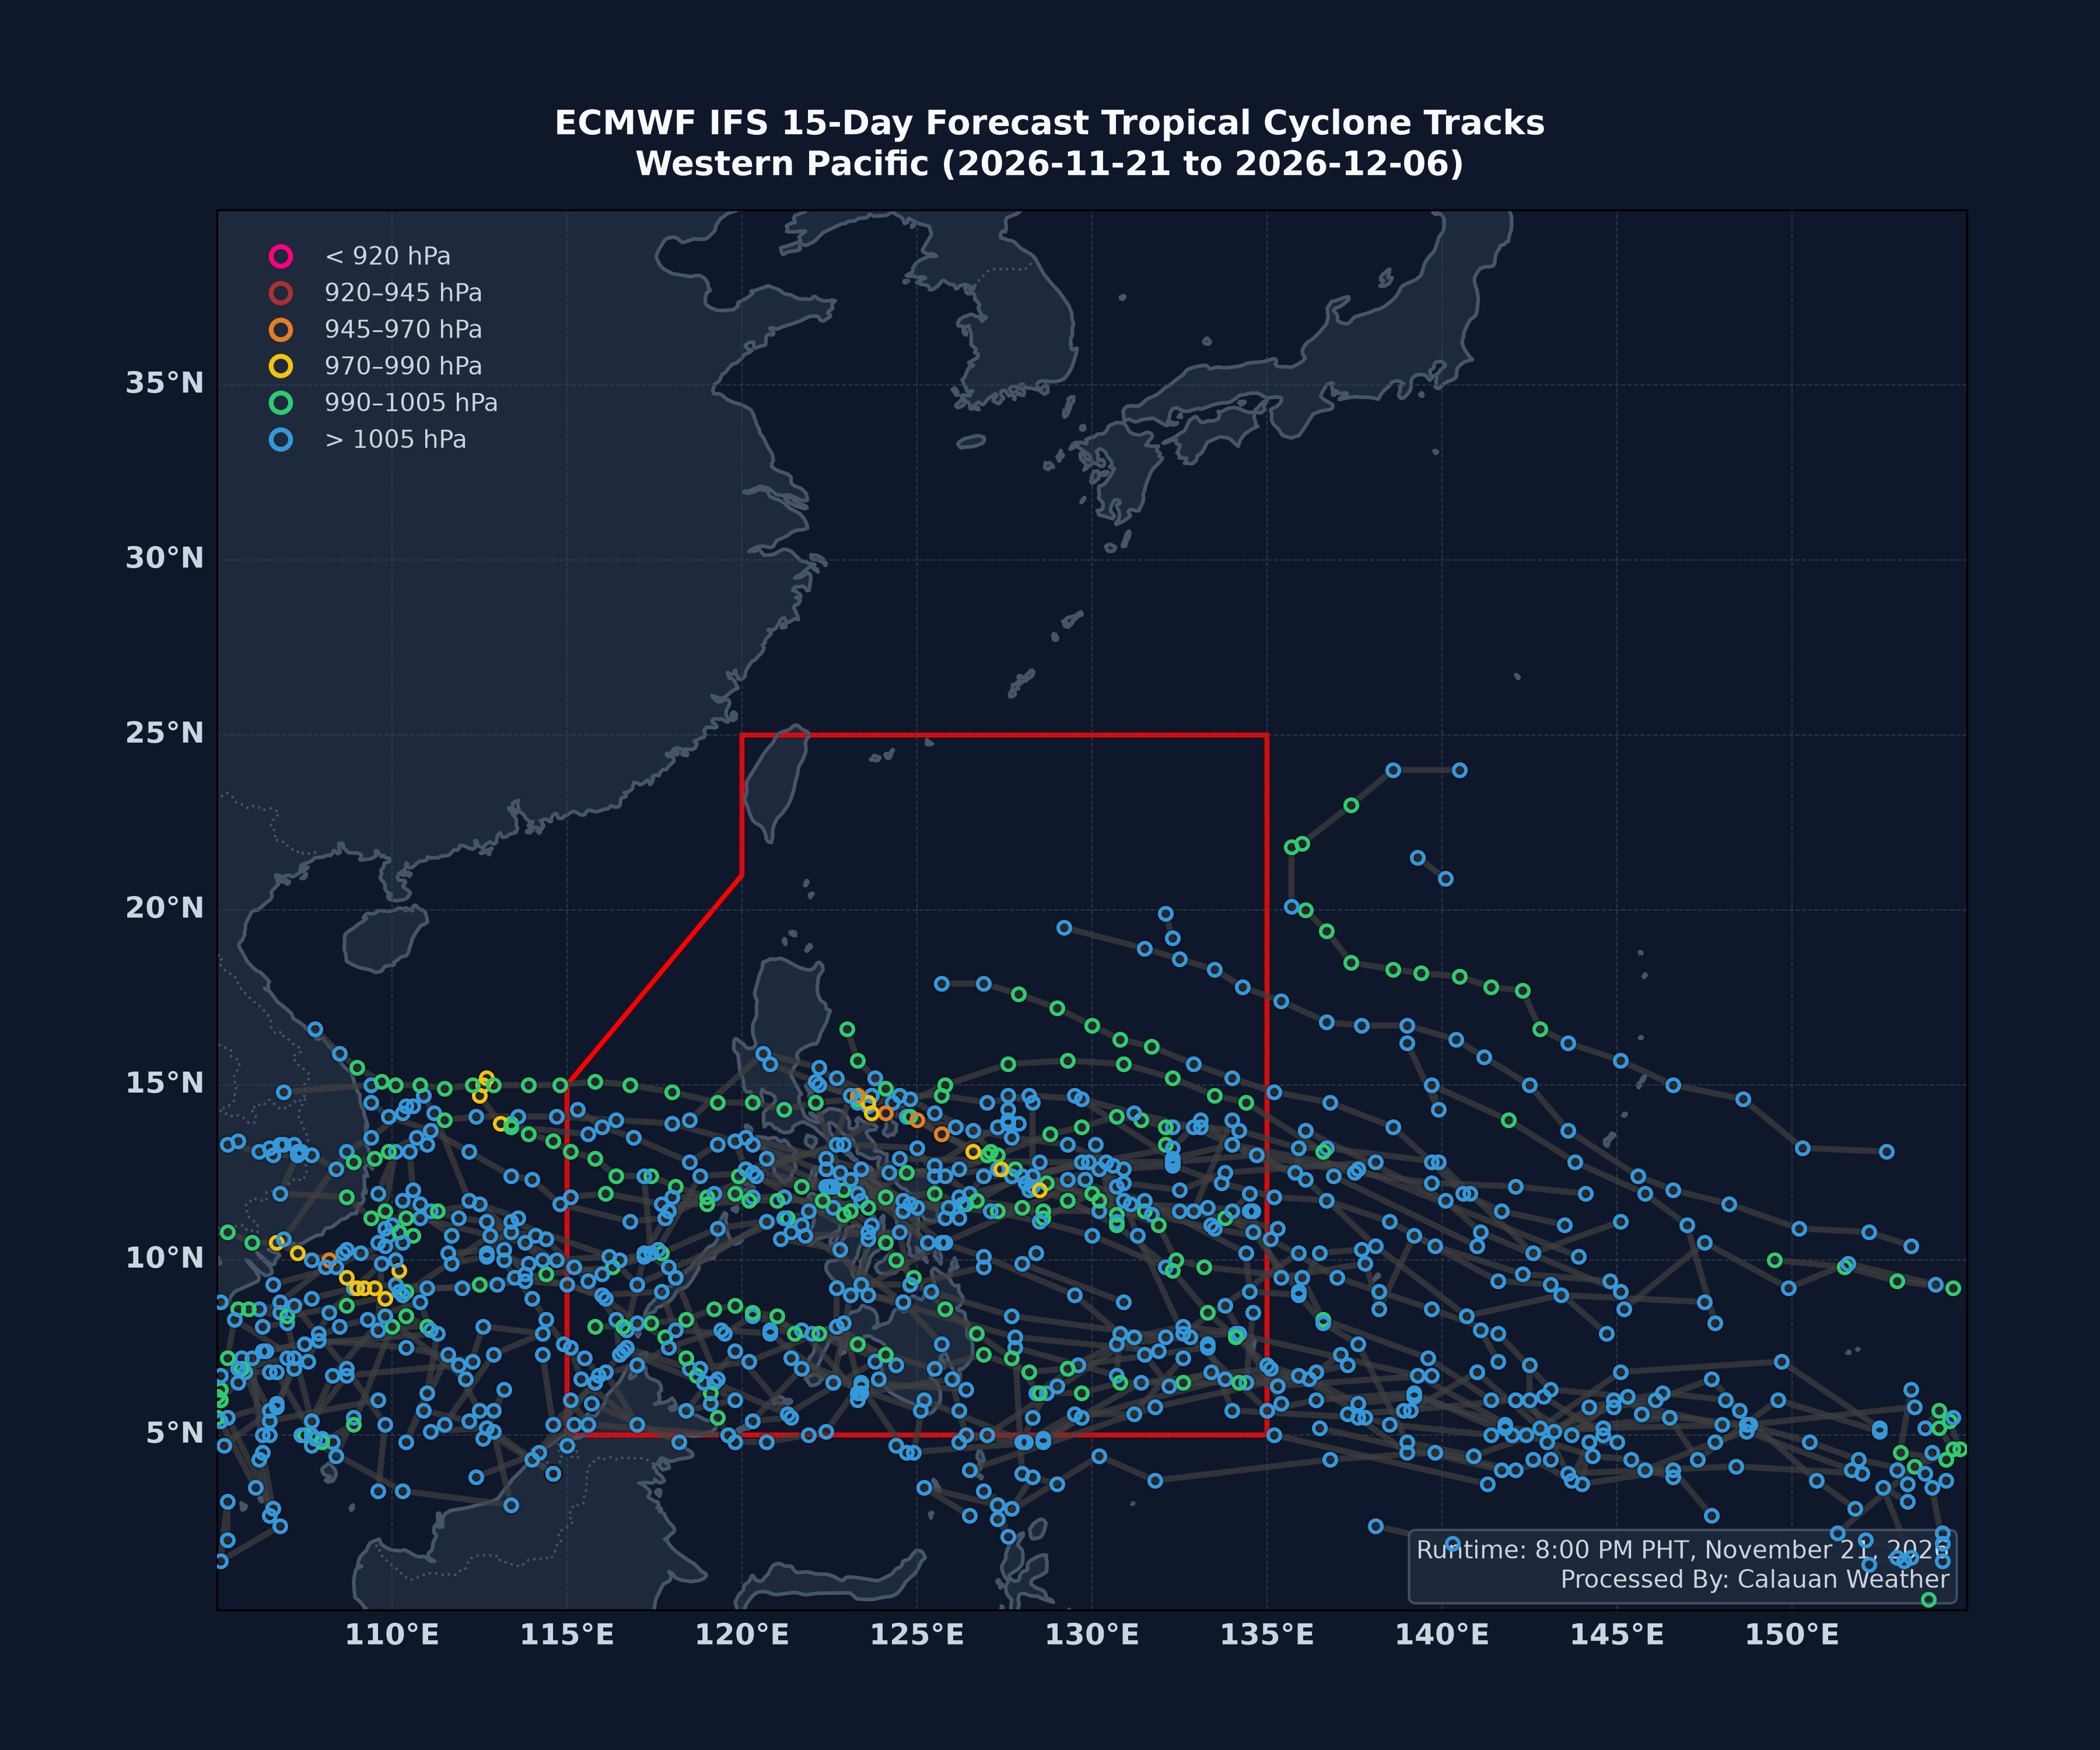 ECMWF IFS 15-Day Forecast Tropical Cyclone Tracks
Western Pacific (2026-11-21 to 2026-12-06)
< 920 hPa
920–945 hPa
945–970 hPa
970–990 hPa
990–1005 hPa
> 1005 hPa
35°N
30°N
25°N
20°N
15°N
10°N
5°N
Runtime: 8:00 PM PHT, November 21, 2026
Processed By: Calauan Weather
110°E
115°E
120°E
125°E
130°E
135°E
140°E
145°E
150°E